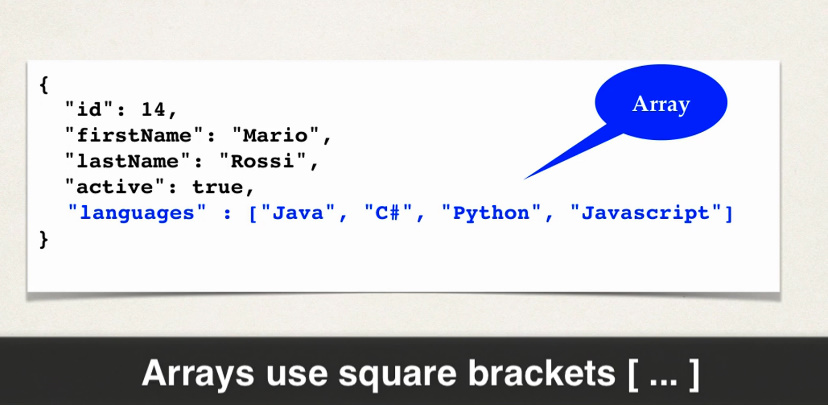 {
"id": 14,
"firstName": "Mario",
"lastName": "Rossi",
"active": true,
"languages" : ["Java", "C#", "Python", "Javascript"]
}
Array
Arrays use square brackets [ ... ]